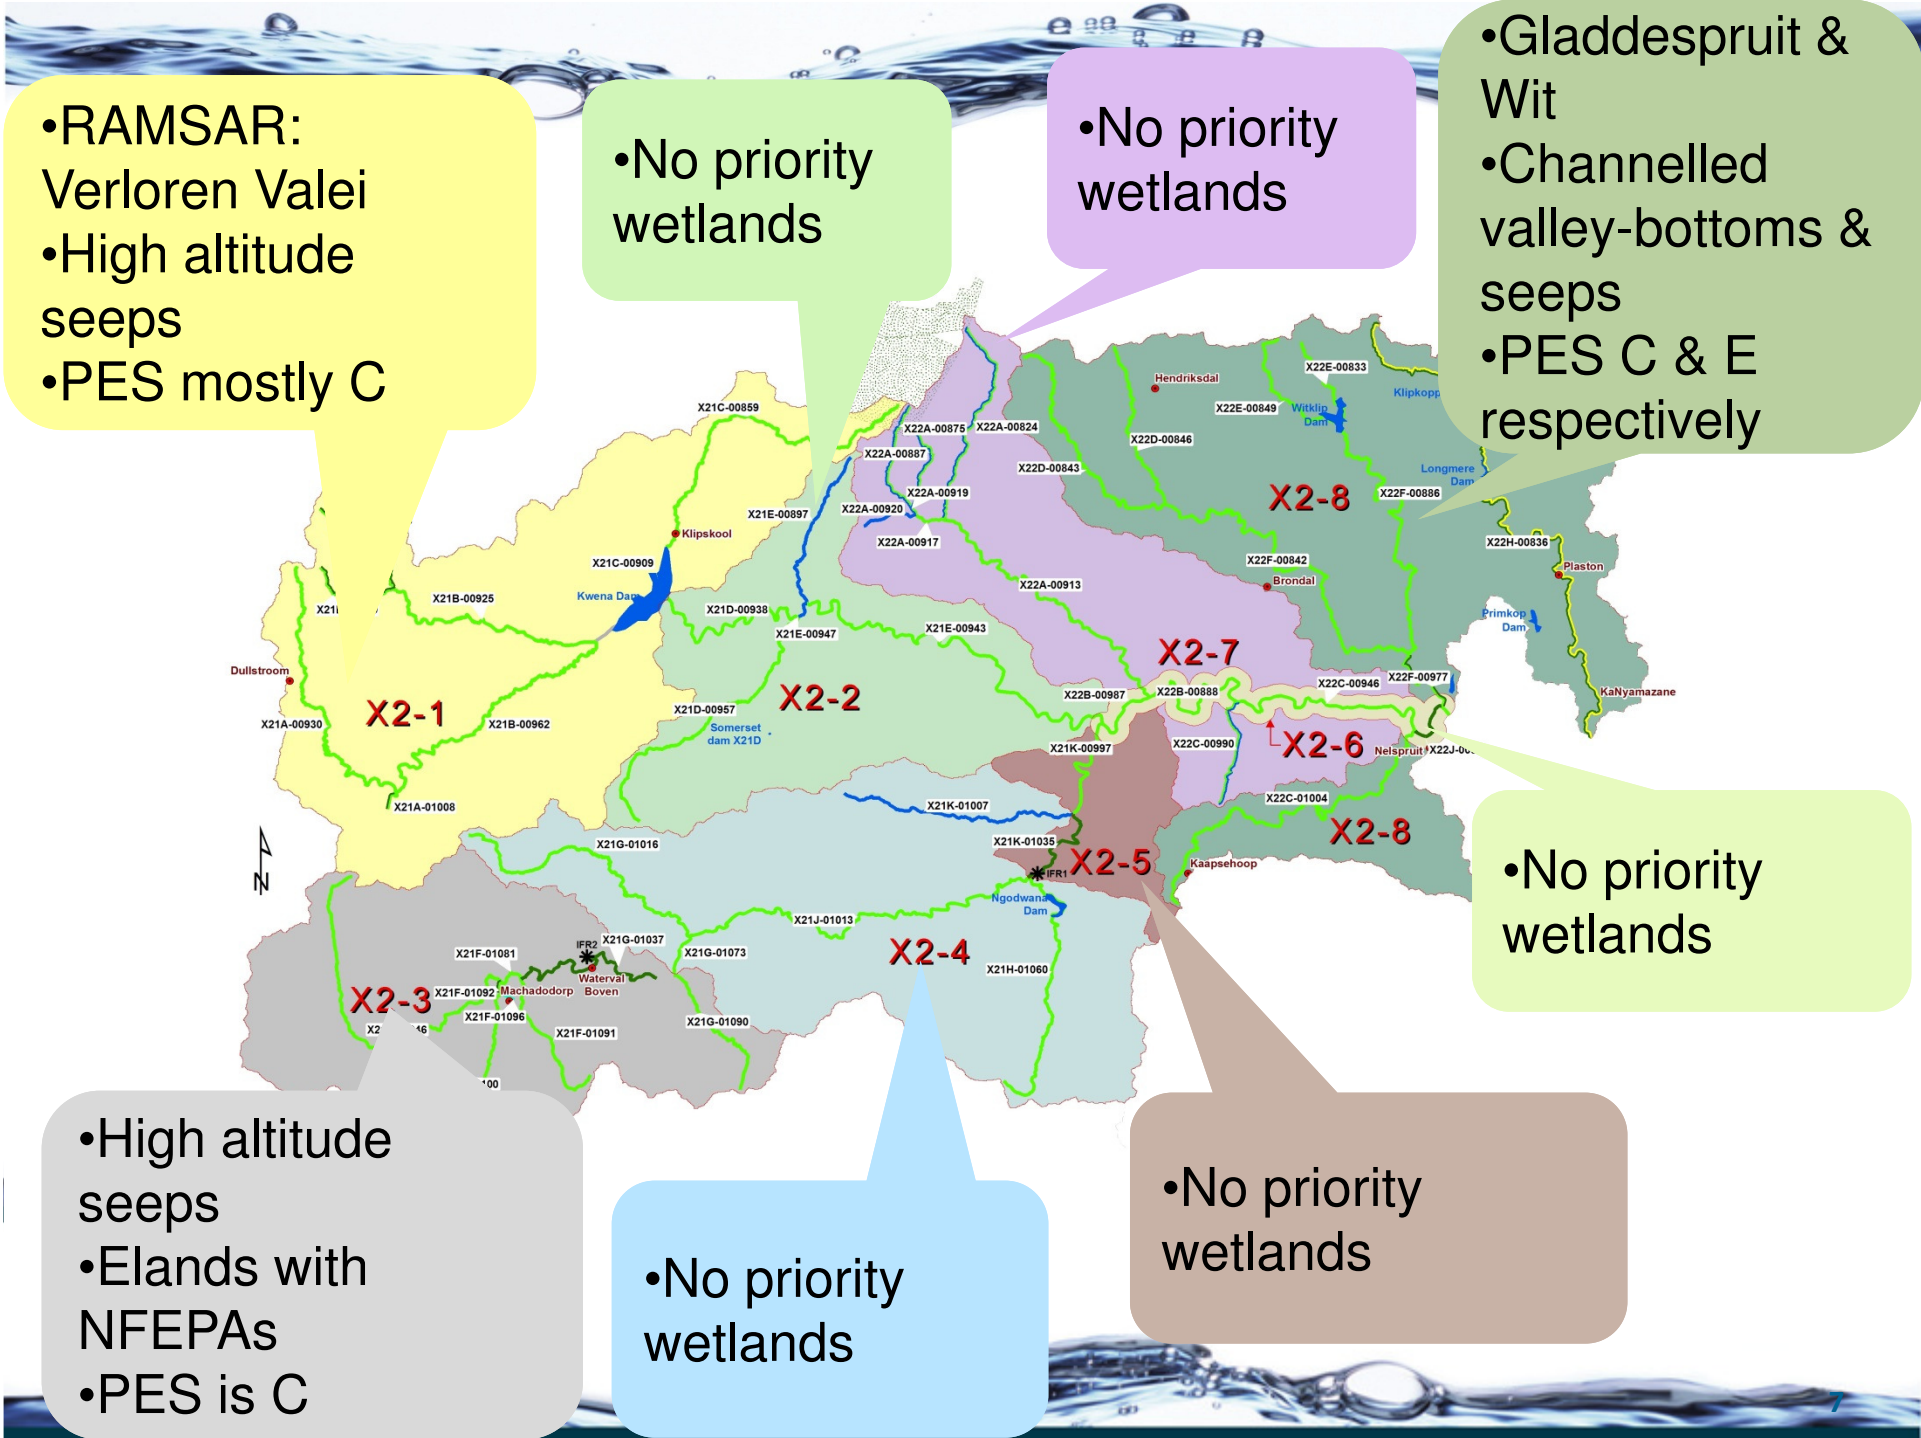 •RAMSAR:
Verloren Valei
•High altitude
seeps
•PES mostly C
•No priority
wetlands
•No priority
wetlands
•Gladdespruit &
Wit
•Channelled
valley-bottoms &
seeps
•PES C & E
respectively
Hendriksdal
X22E-00833
Klipkopp
X22E-00849
Witklip
Dam
X21C-00859
X22A-00875
X22A-00824
X22D-00846
X22A-00887
X22D-00843
Longmere
Dam
X2-8
X22F-00886
X22A-00919
X22A-00920
X21E-00897
Klipskool
X22A-00917
X22H-00836
X21C-00909
X22F-00842
Plaston
Brondal
X22A-00913
Kwena Dam
X21B-00925
X21D-00938
X21E-00943
X21E-00947
Primkop
Dam
X2-7
Dullstroom
X22F-00977
X22C-00946
X22B-00987
X22B-00888
KaNyamazane
X2-1
X2-2
X21D-00957
X21A-00930
X21B-00962
Somerset
dam X21D
X21K-00997
X22C-00990
X2-6
Nelspruit
X22J-00
X21A-01008
X21K-01007
X22C-01004
X2-8
X21G-01016
X21K-01035
X2-5
Kaapsehoop
IFR1
N
Ngodwana
Dam
X21J-01013
X2-4
IFR2
X21G-01037
X21F-01081
X21G-01073
X21H-01060
Waterval
Boven
X2-3
X21F-01092
Machadodorp
X21F-01096
X21F-01091
X21G-01090
X2
46
100
•No priority
wetlands
•High altitude
seeps
•Elands with
NFEPAs
•PES is C
•No priority
wetlands
•No priority
wetlands
7